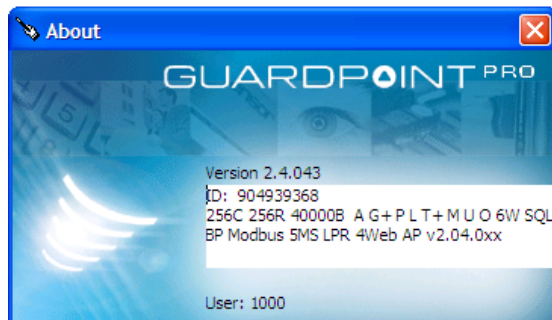 About
GUARDPOINT PRO
Version 2.4.043
ID: 904939368
256C 256R 40000B A G+ P L T+ M U O 6W SQL
BP Modbus 5MS LPR 4Web AP v2.04.0xx
User: 1000